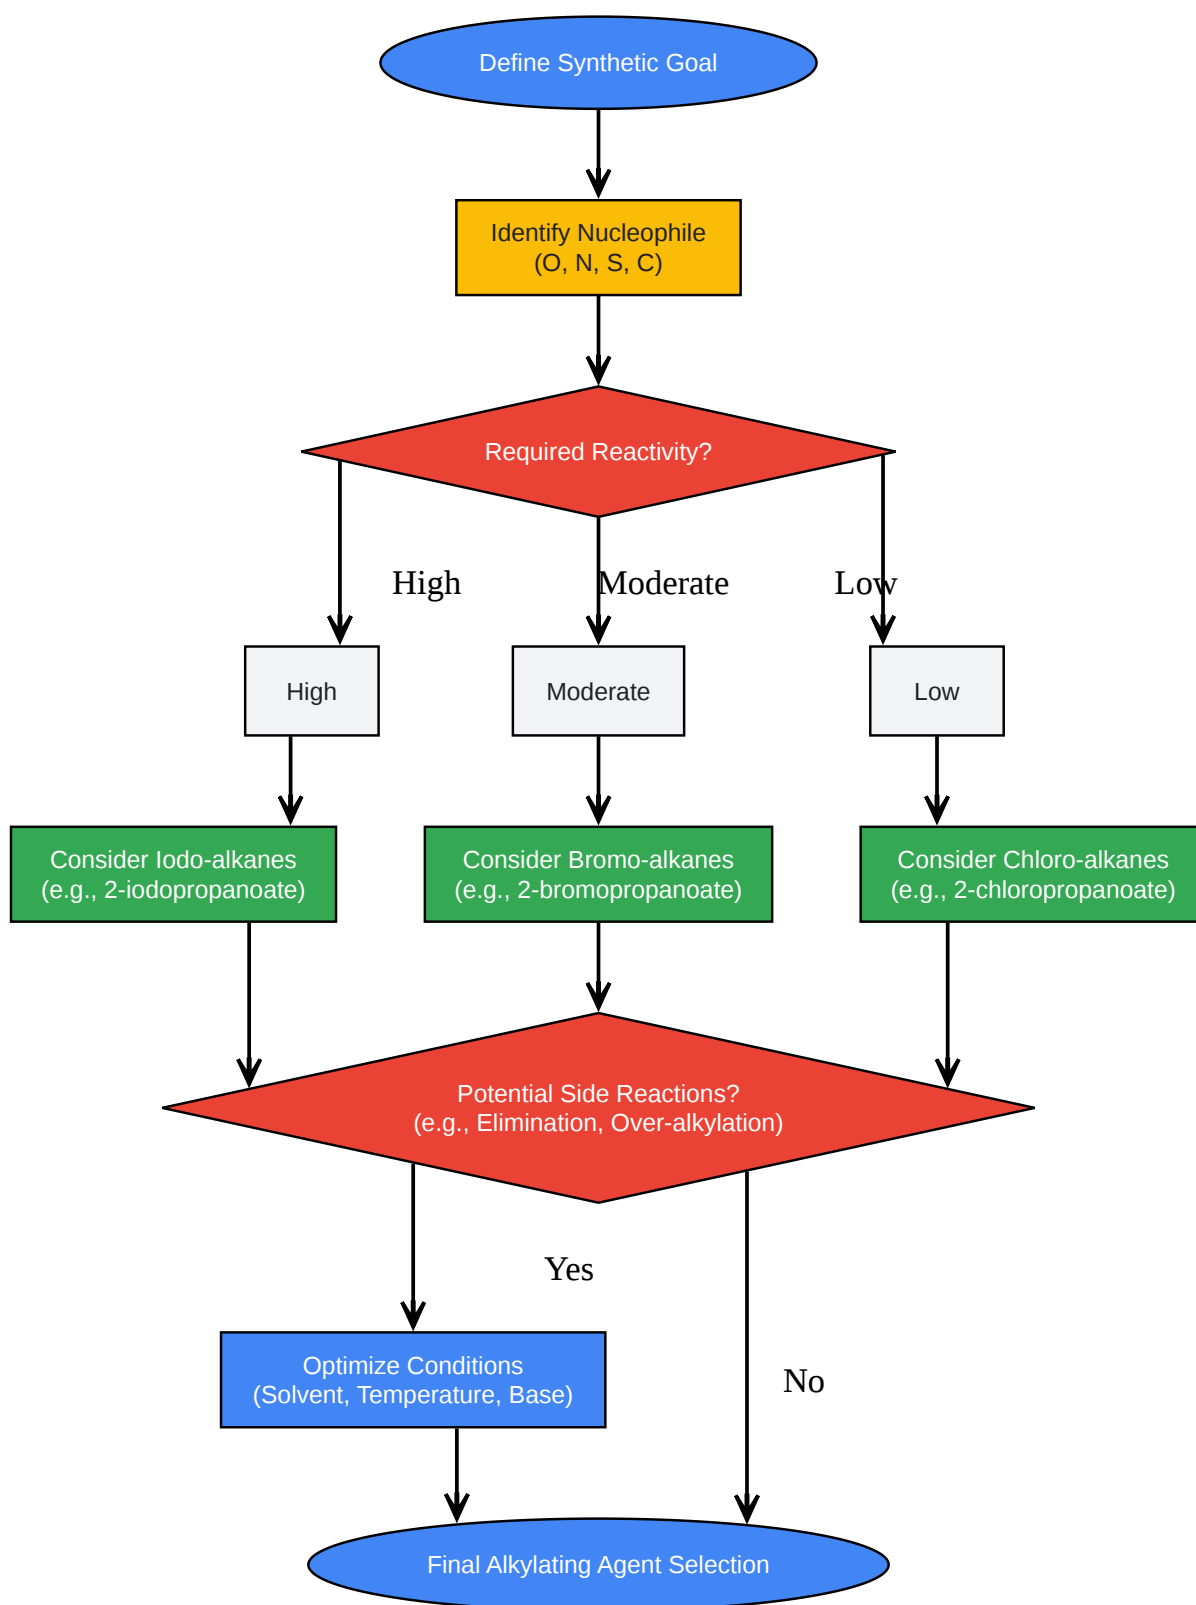 Define Synthetic Goal
Identify Nucleophile
(O, N, S, C)
Required Reactivity?
High
Moderate
Low
High
Moderate
Low
Consider Iodo-alkanes
(e.g., 2-iodopropanoate)
Consider Bromo-alkanes
(e.g., 2-bromopropanoate)
Consider Chloro-alkanes
(e.g., 2-chloropropanoate)
Potential Side Reactions?
(e.g., Elimination, Over-alkylation)
Yes
Optimize Conditions
(Solvent, Temperature, Base)
No
Final Alkylating Agent Selection